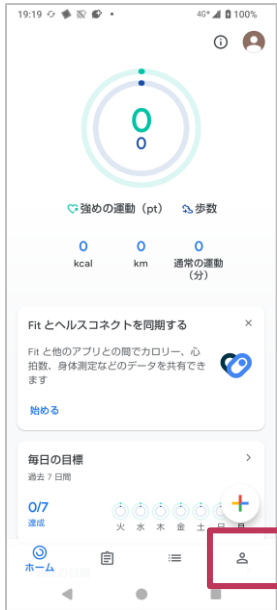 19:19
4G+ 100%
0
0
強めの運動（pt） 歩数
0 0 0
kcal km 通常の運動
（分）
Fit とヘルスコネクトを同期する ×
Fit と他のアプリとの間でカロリー、心
拍数、身体測定などのデータを共有でき
ます
始める
毎日の目標
過去 7 日間
0/7
達成
火 水 木 金 土 日 月
ホーム